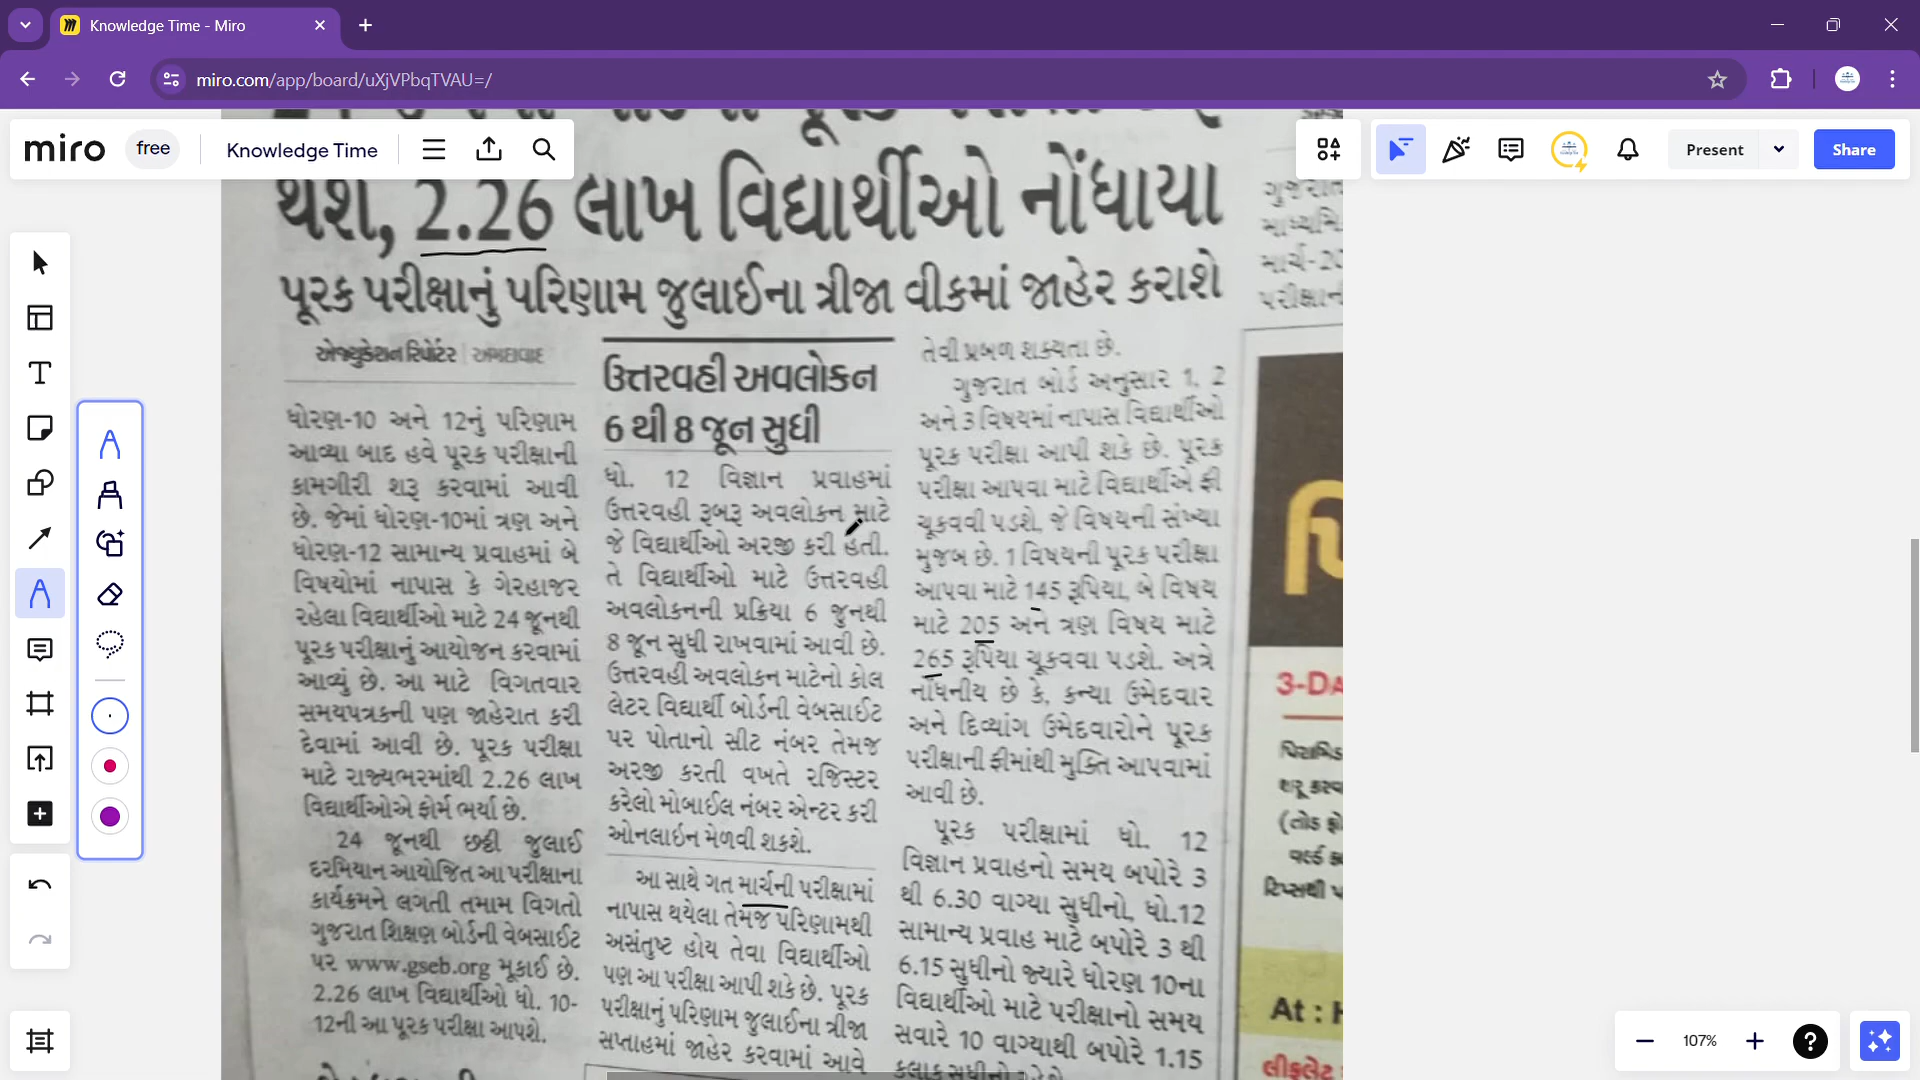 Knowledge Time - Miro
miro.com/app/board/uXjVPbqTVAU=/
miro
free
Knowledge Time
Present
Share
થશે, 2.26 લાખ વિદ્યાર્થીઓ નોંધાયા
પૂરક પરીક્ષાનું પરિણામ જુલાઈના ત્રીજા વીકમાં જાહેર કરાશે
એજ્યુકેશન રિપોર્ટર | અમદાવાદ
ધોરણ-10 અને 12નું પરિણામ
આવ્યા બાદ હવે પૂરક પરીક્ષાની
કામગીરી શરૂ કરવામાં આવી
છે. જેમાં ધોરણ-10માં ત્રણ અને
ધોરણ-12 સામાન્ય પ્રવાહમાં બે
વિષયોમાં નાપાસ કે ગેરહાજર
રહેલા વિદ્યાર્થીઓ માટે 24 જૂનથી
પૂરક પરીક્ષાનું આયોજન કરવામાં
આવ્યું છે. આ માટે વિગતવાર
સમયપત્રકની પણ જાહેરાત કરી
દેવામાં આવી છે. પૂરક પરીક્ષા
માટે રાજ્યભરમાંથી 2.26 લાખ
વિદ્યાર્થીઓએ ફોર્મ ભર્યા છે.
24 જૂનથી છઠ્ઠી જુલાઈ
દરમિયાન આયોજિત આ પરીક્ષાના
કાર્યક્રમને લગતી તમામ વિગતો
ગુજરાત શિક્ષણ બોર્ડની વેબસાઈટ
પર www.gseb.org મૂકાઈ છે.
2.26 લાખ વિદ્યાર્થીઓ ધો. 10-
12ની આ પૂરક પરીક્ષા આપશે.
ઉત્તરવહી અવલોકન
6 થી 8 જૂન સુધી
ધો. 12 વિજ્ઞાન પ્રવાહમાં
ઉત્તરવહી રૂબરૂ અવલોકન માટે
જે વિદ્યાર્થીઓ અરજી કરી હતી.
તે વિદ્યાર્થીઓ માટે ઉત્તરવહી
અવલોકનની પ્રક્રિયા 6 જુનથી
8 જૂન સુધી રાખવામાં આવી છે.
ઉત્તરવહી અવલોકન માટેનો કોલ
લેટર વિદ્યાર્થી બોર્ડની વેબસાઈટ
પર પોતાનો સીટ નંબર તેમજ
અરજી કરતી વખતે રજિસ્ટર
કરેલો મોબાઈલ નંબર એન્ટર કરી
ઓનલાઈન મેળવી શકશે.
આ સાથે ગત માર્ચની પરીક્ષામાં
નાપાસ થયેલા તેમજ પરિણામથી
અસંતુષ્ટ હોય તેવા વિદ્યાર્થીઓ
પણ આ પરીક્ષા આપી શકે છે. પૂરક
પરીક્ષાનું પરિણામ જુલાઈના ત્રીજા
સપ્તાહમાં જાહેર કરવામાં આવે
તેવી પ્રબળ શક્યતા છે.
ગુજરાત બોર્ડ અનુસાર 1, 2
અને 3 વિષયમાં નાપાસ વિદ્યાર્થીઓ
પૂરક પરીક્ષા આપી શકે છે. પૂરક
પરીક્ષા આપવા માટે વિદ્યાર્થીએ ફી
ચૂકવવી પડશે, જે વિષયની સંખ્યા
મુજબ છે. 1 વિષયની પૂરક પરીક્ષા
આપવા માટે 145 રૂપિયા, બે વિષય
માટે 205 અને ત્રણ વિષય માટે
265 રૂપિયા ચૂકવવા પડશે. અત્રે
નોંધનીય છે કે, કન્યા ઉમેદવાર
અને દિવ્યાંગ ઉમેદવારોને પૂરક
પરીક્ષાની ફીમાંથી મુક્તિ આપવામાં
આવી છે.
પૂરક પરીક્ષામાં ધો. 12
વિજ્ઞાન પ્રવાહનો સમય બપોરે 3
થી 6.30 વાગ્યા સુધીનો, ધો.12
સામાન્ય પ્રવાહ માટે બપોરે 3 થી
6.15 સુધીનો જ્યારે ધોરણ 10ના
વિદ્યાર્થીઓ માટે પરીક્ષાનો સમય
સવારે 10 વાગ્યાથી બપોરે 1.15
ગુજરાત
માધ્યમિ
માર્ચ-20
3-DA
At : H
107%